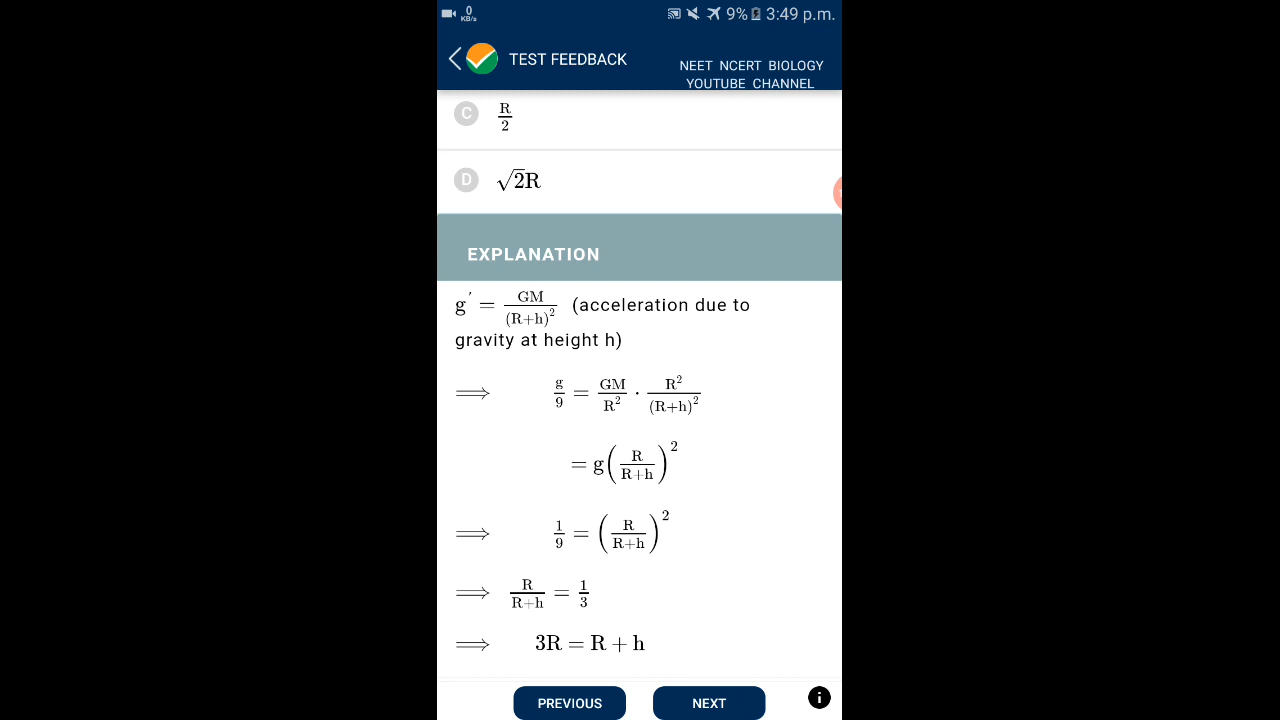 0
KB/s
9% 3:49 p.m.
TEST FEEDBACK
NEET NCERT BIOLOGY
YOUTUBE CHANNEL
C R/2
D √2R
EXPLANATION
g′ = GM/(R+h)² (acceleration due to
gravity at height h)
⟹ g/9 = GM/R² · R²/(R+h)²
= g(R/R+h)²
⟹ 1/9 = (R/R+h)²
⟹ R/R+h = 1/3
⟹ 3R = R + h
PREVIOUS NEXT i